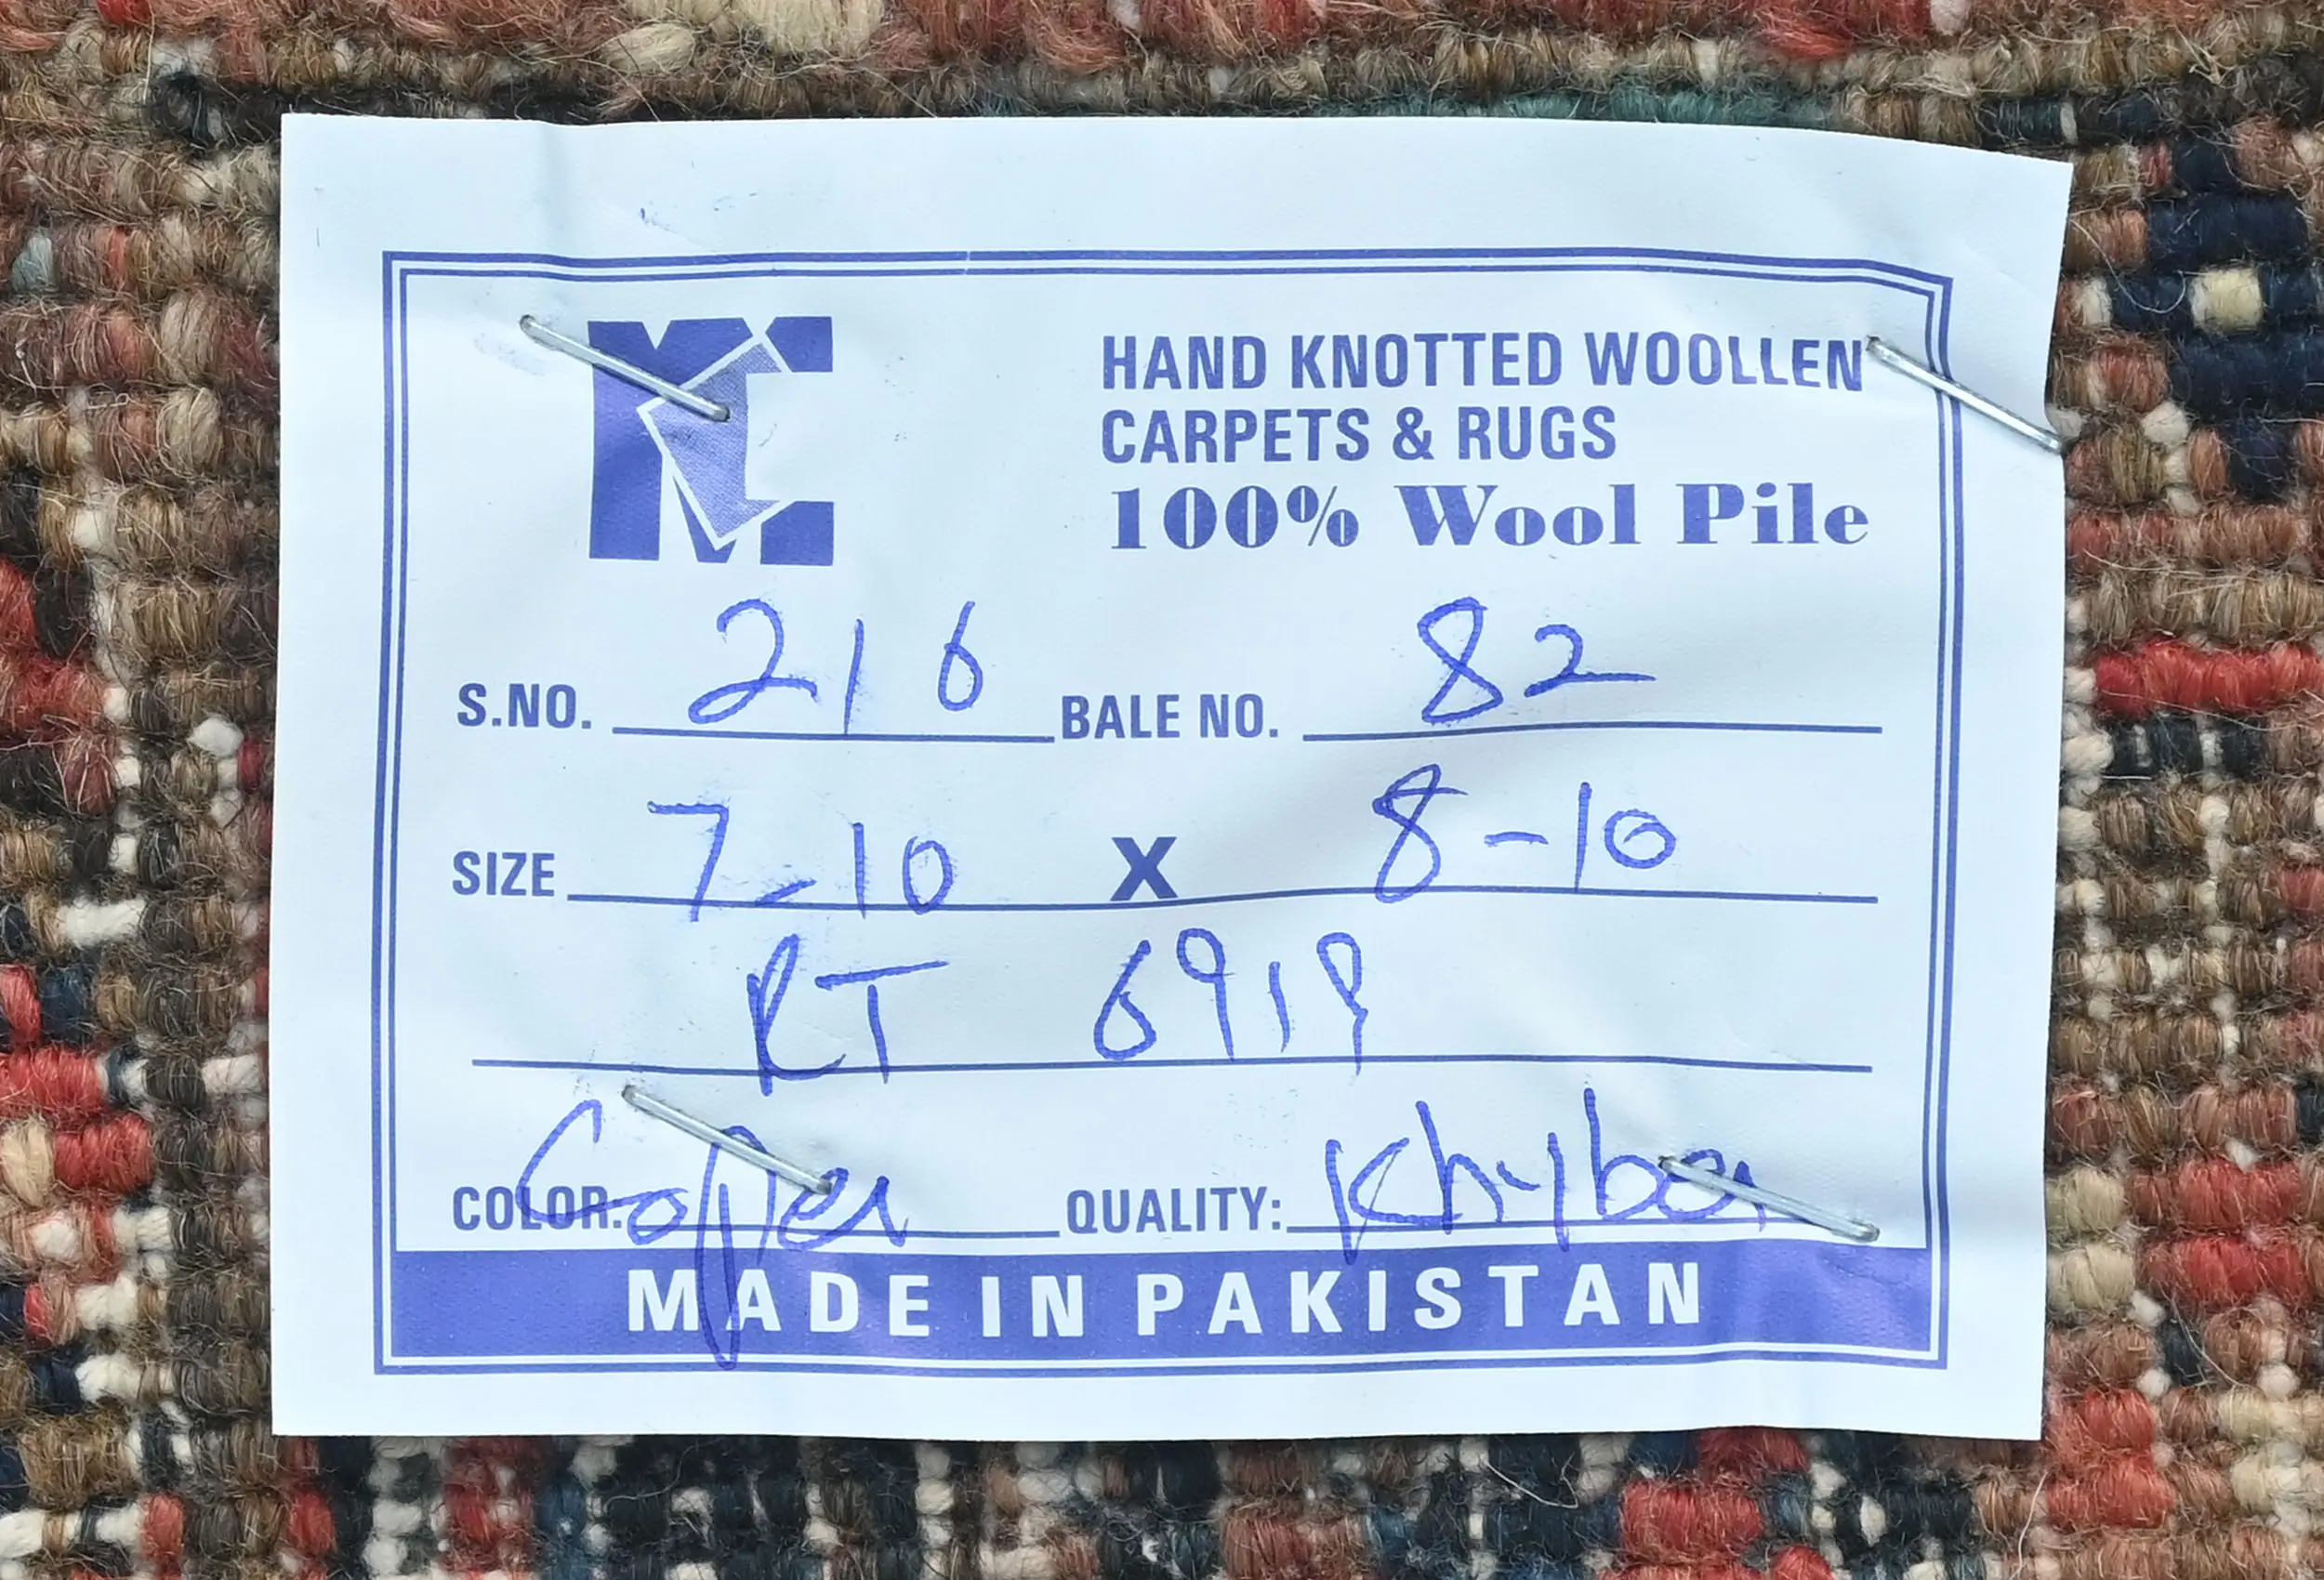 MC
HAND KNOTTED WOOLLEN
CARPETS & RUGS
100% Wool Pile
S.NO. 216 BALE NO. 82
SIZE 7-10 X 8-10
RT 6919
COLOR: Copper QUALITY: Khyber
MADE IN PAKISTAN